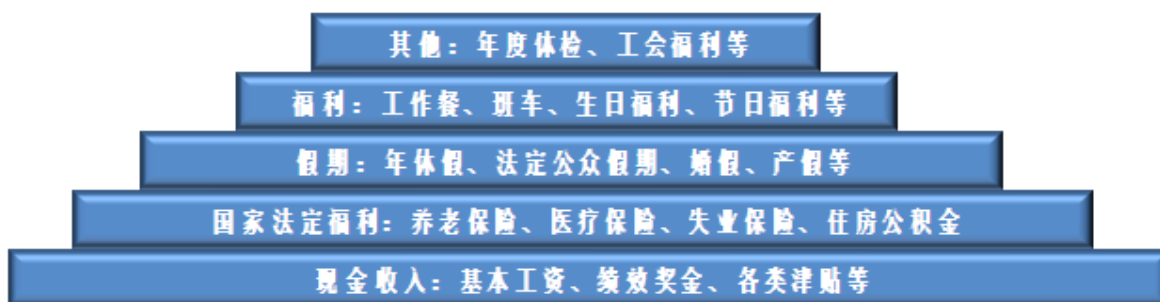 其他：年度体检、工会福利等
福利：工作餐、班车、生日福利、节日福利等
假期：年休假、法定公众假期、婚假、产假等
国家法定福利：养老保险、医疗保险、失业保险、住房公积金
现金收入：基本工资、绩效奖金、各类津贴等